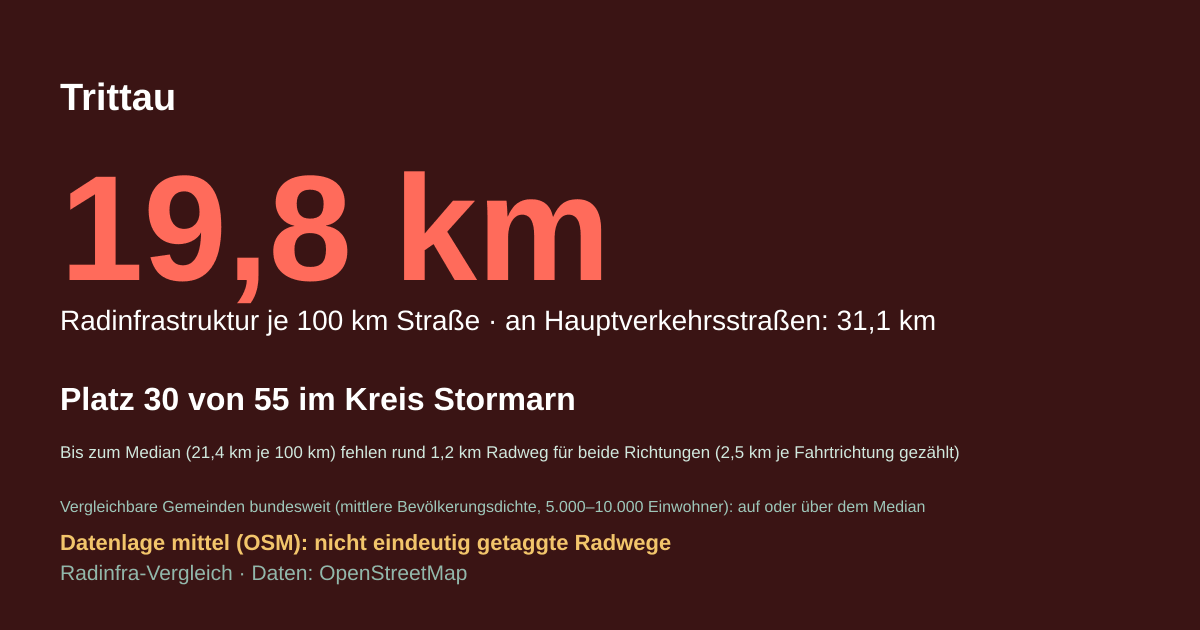 Trittau
19,8 km
Radinfrastruktur je 100 km Straße · an Hauptverkehrsstraßen: 31,1 km
Platz 30 von 55 im Kreis Stormarn
Bis zum Median (21,4 km je 100 km) fehlen rund 1,2 km Radweg für beide Richtungen (2,5 km je Fahrtrichtung gezählt)
Vergleichbare Gemeinden bundesweit (mittlere Bevölkerungsdichte, 5.000–10.000 Einwohner): auf oder über dem Median
Datenlage mittel (OSM): nicht eindeutig getaggte Radwege
Radinfra-Vergleich · Daten: OpenStreetMap